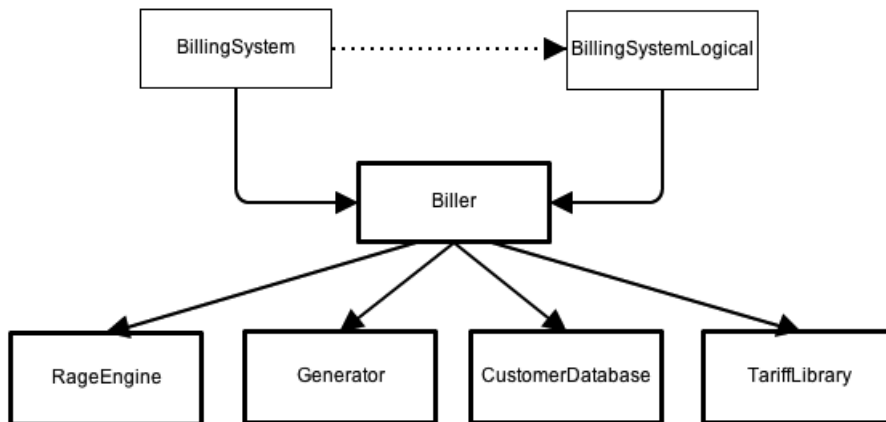 BillingSystem
BillingSystemLogical
Biller
RageEngine
Generator
CustomerDatabase
TariffLibrary